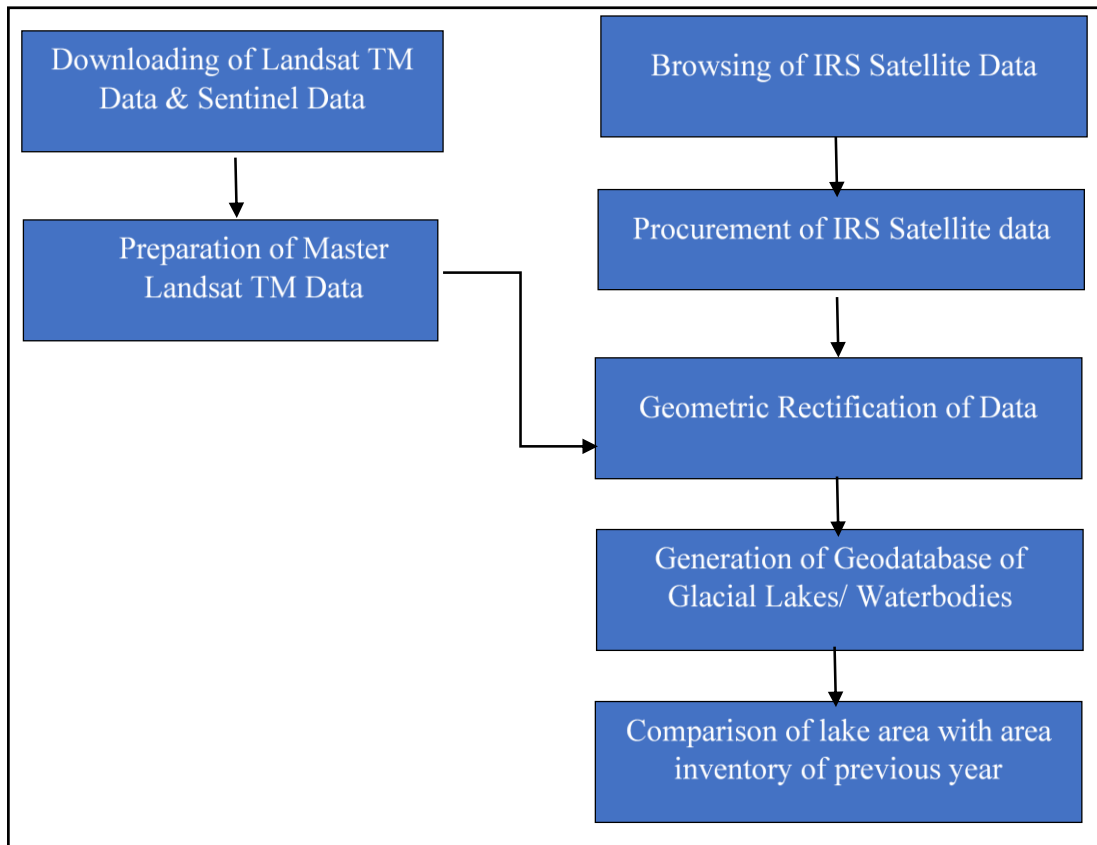 Downloading of Landsat TM
Data & Sentinel Data
Preparation of Master
Landsat TM Data
Browsing of IRS Satellite Data
Procurement of IRS Satellite data
Geometric Rectification of Data
Generation of Geodatabase of
Glacial Lakes/ Waterbodies
Comparison of lake area with area
inventory of previous year